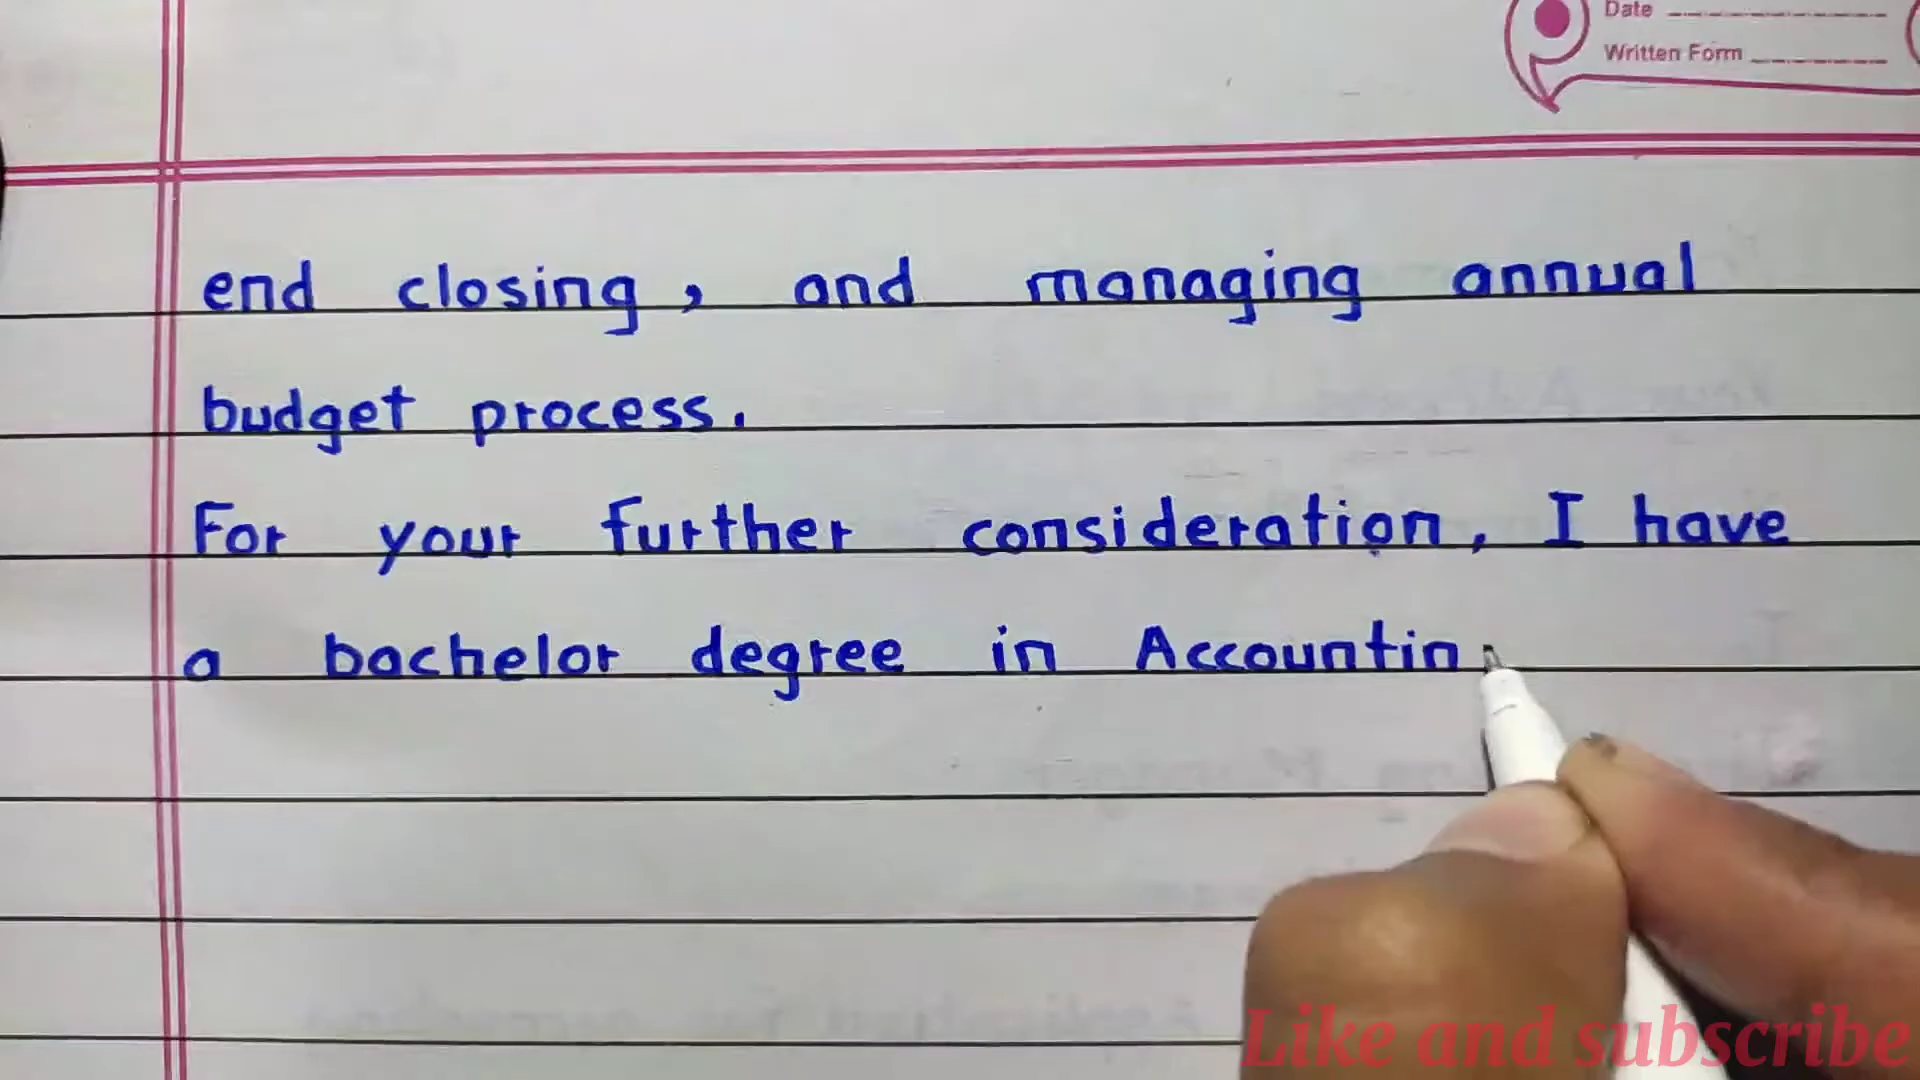 Date
Written Form
end closing, and managing annual
budget process.
For your further consideration, I have
a bachelor degree in Accountin
Like and subscribe